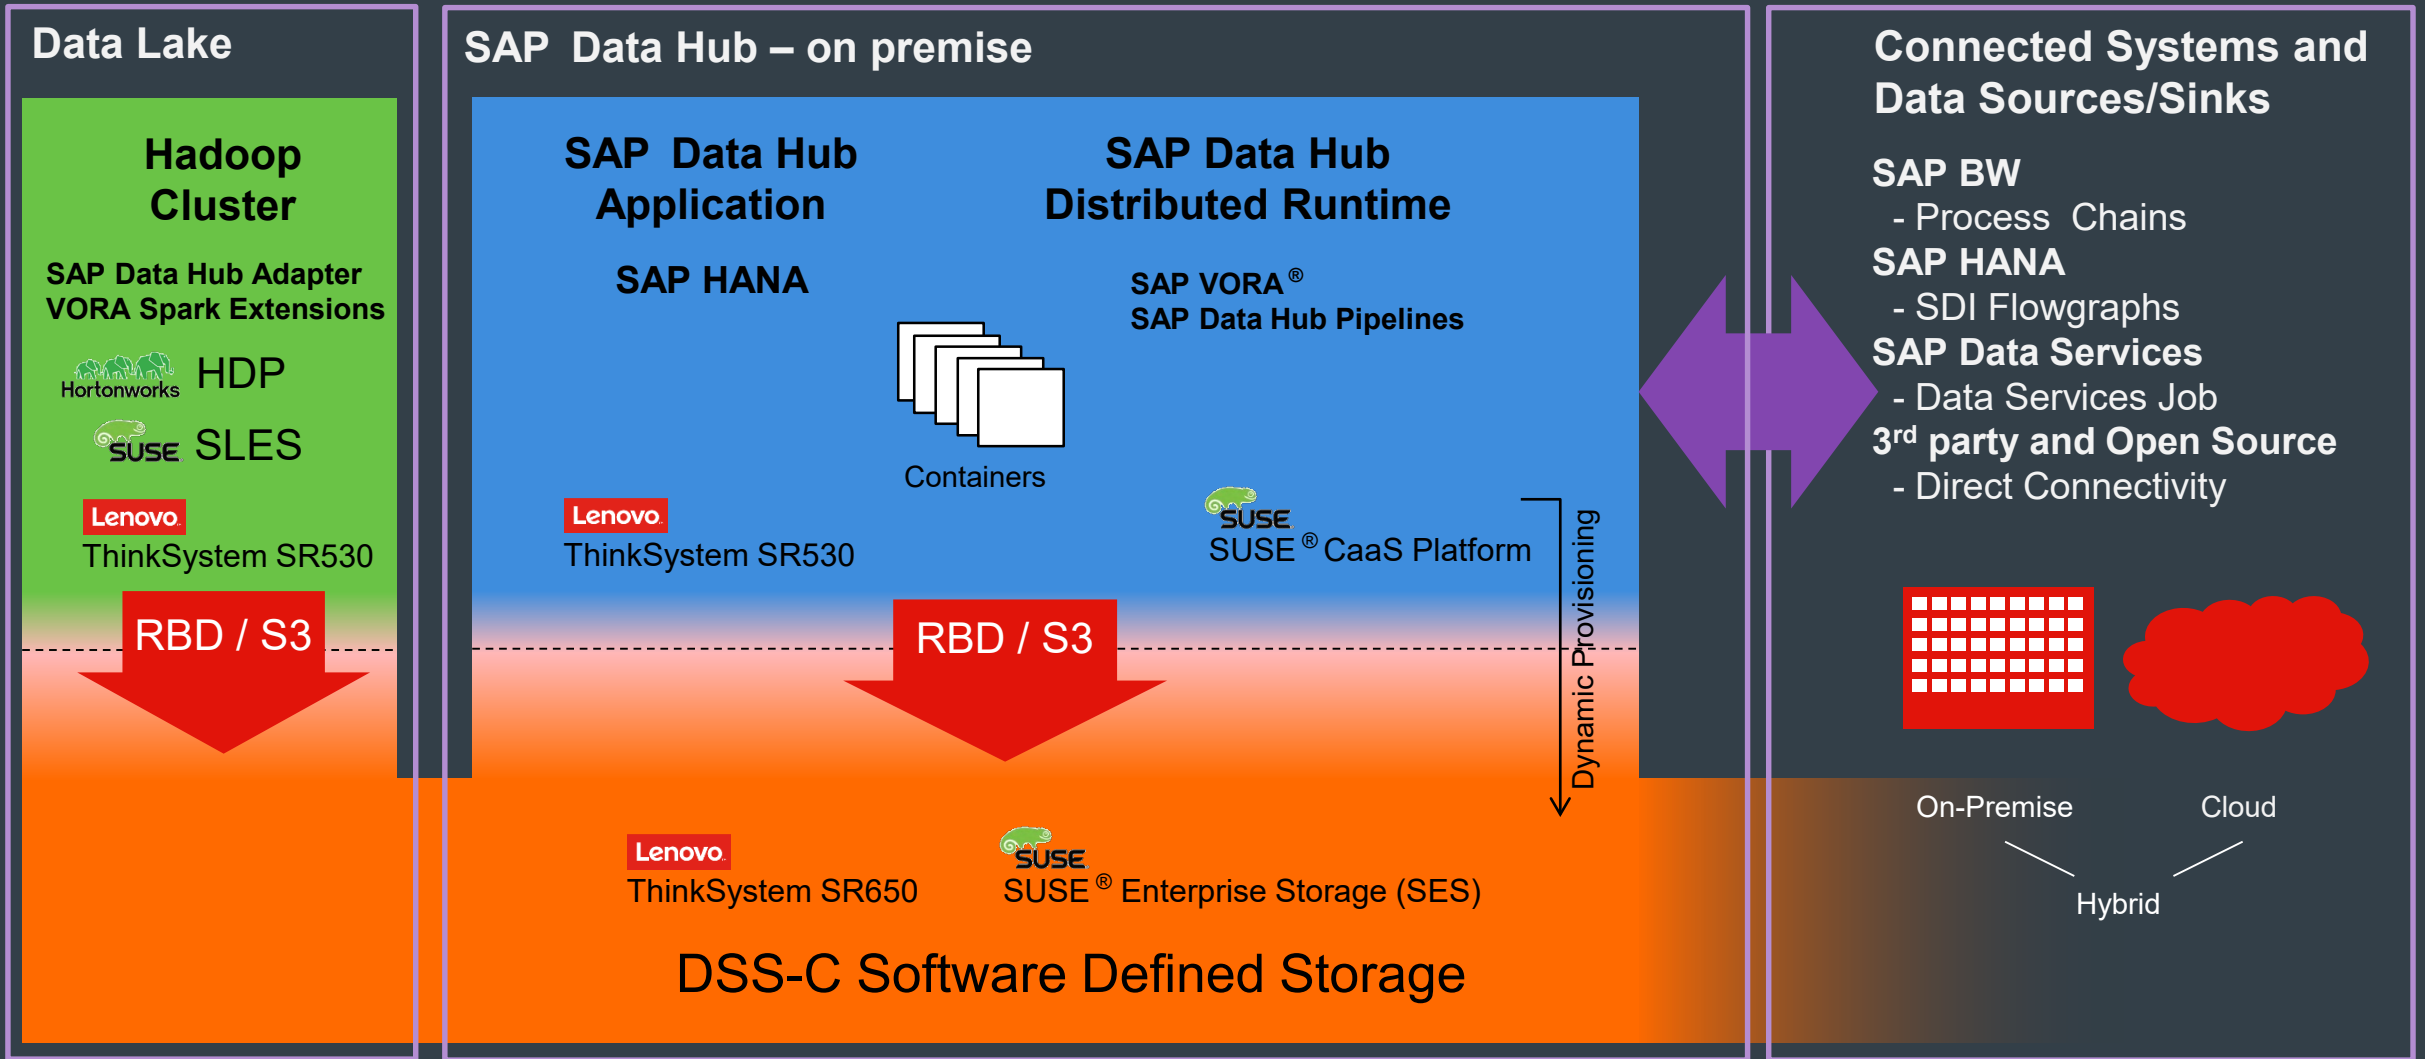 Data Lake
Hadoop
Cluster
SAP Data Hub Adapter
VORA Spark Extensions
Hortonworks
HDP
SUSE
SLES
Lenovo
ThinkSystem SR530
RBD / S3
SAP Data Hub – on premise
SAP Data Hub
Application
SAP HANA
SAP Data Hub
Distributed Runtime
SAP VORA ®
SAP Data Hub Pipelines
Containers
Lenovo
ThinkSystem SR530
SUSE
SUSE ® CaaS Platform
Dynamic Provisioning
RBD / S3
Lenovo
ThinkSystem SR650
SUSE
SUSE ® Enterprise Storage (SES)
DSS-C Software Defined Storage
Connected Systems and
Data Sources/Sinks
SAP BW
- Process Chains
SAP HANA
- SDI Flowgraphs
SAP Data Services
- Data Services Job
3rd party and Open Source
- Direct Connectivity
On-Premise
Cloud
Hybrid